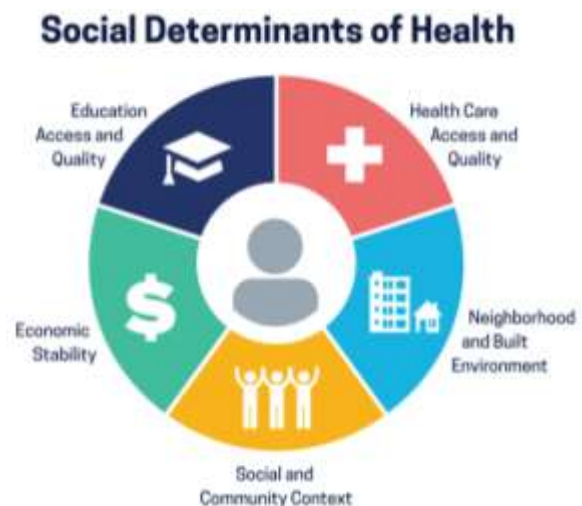 Social Determinants of Health
Education
Access and
Quality
Health Care
Access and
Quality
$
Economic
Stability
Neighborhood
and Built
Environment
Social and
Community Context